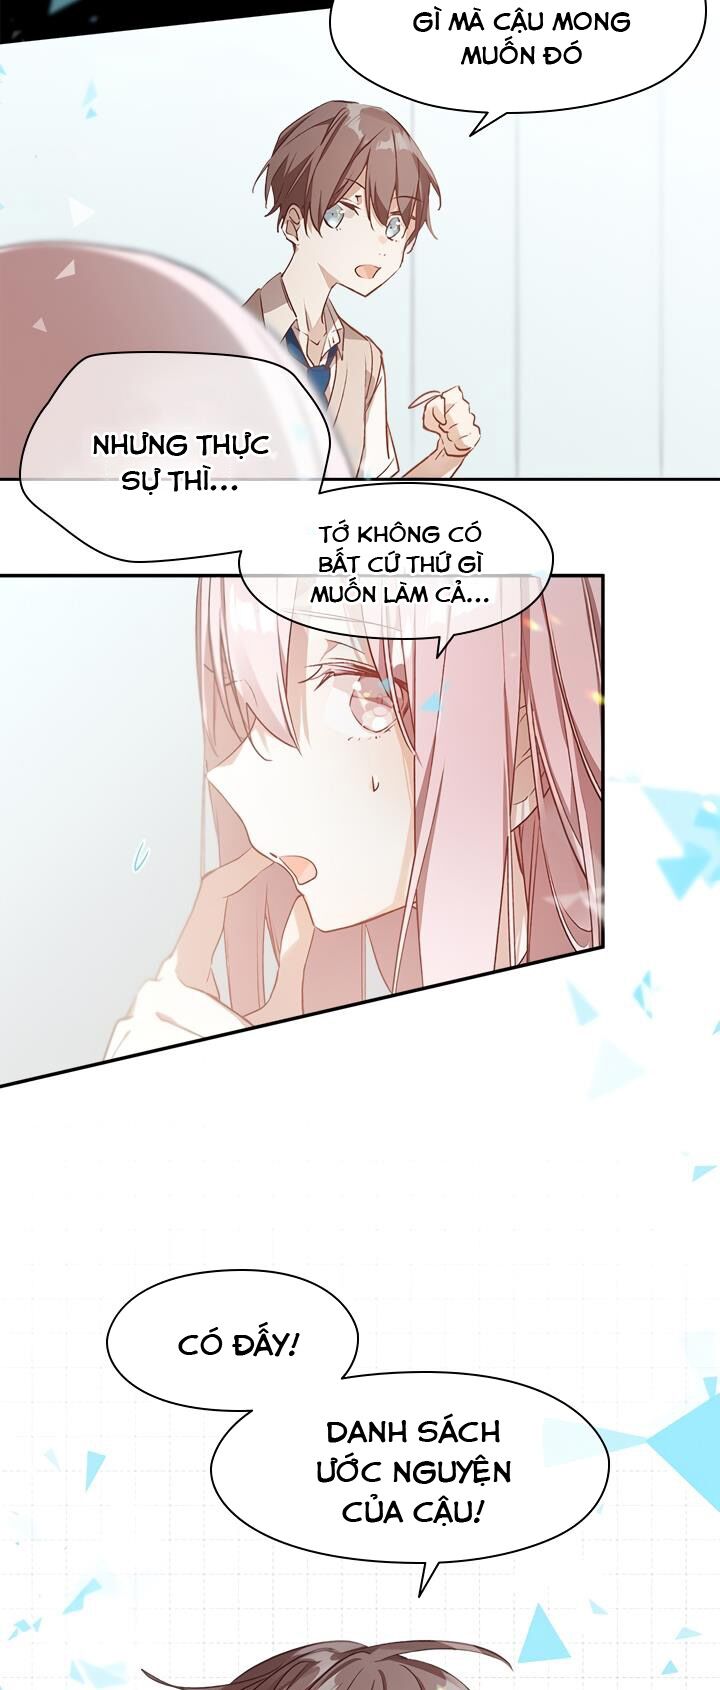 GÌ MÀ CẬU MONG
MUỐN ĐÓ
NHƯNG THỰC
SỰ THÌ...
TỚ KHÔNG CÓ
BẤT CỨ THỨ GÌ
MUỐN LÀM CẢ...
CÓ ĐẤY!
DANH SÁCH
ƯỚC NGUYỆN
CỦA CẬU!